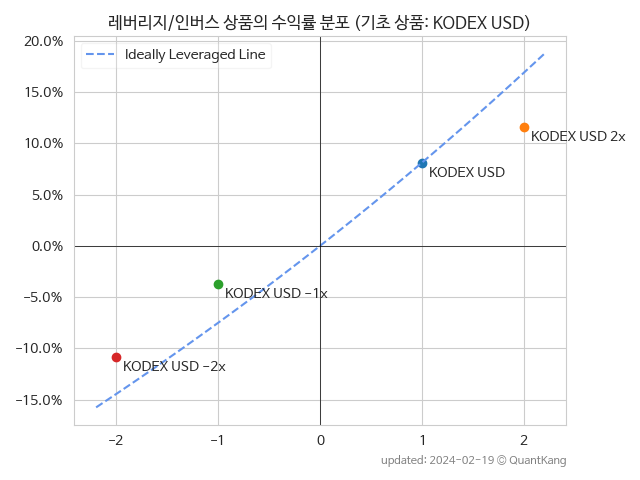 레버리지/인버스 상품의 수익률 분포 (기초 상품: KODEX USD)
20.0%
Ideally Leveraged Line
15.0%
10.0%
KODEX USD 2x
KODEX USD
5.0%
0.0%
KODEX USD −1x
−5.0%
−10.0%
KODEX USD −2x
−15.0%
−2 −1 0 1 2
updated: 2024-02-19 © QuantKang